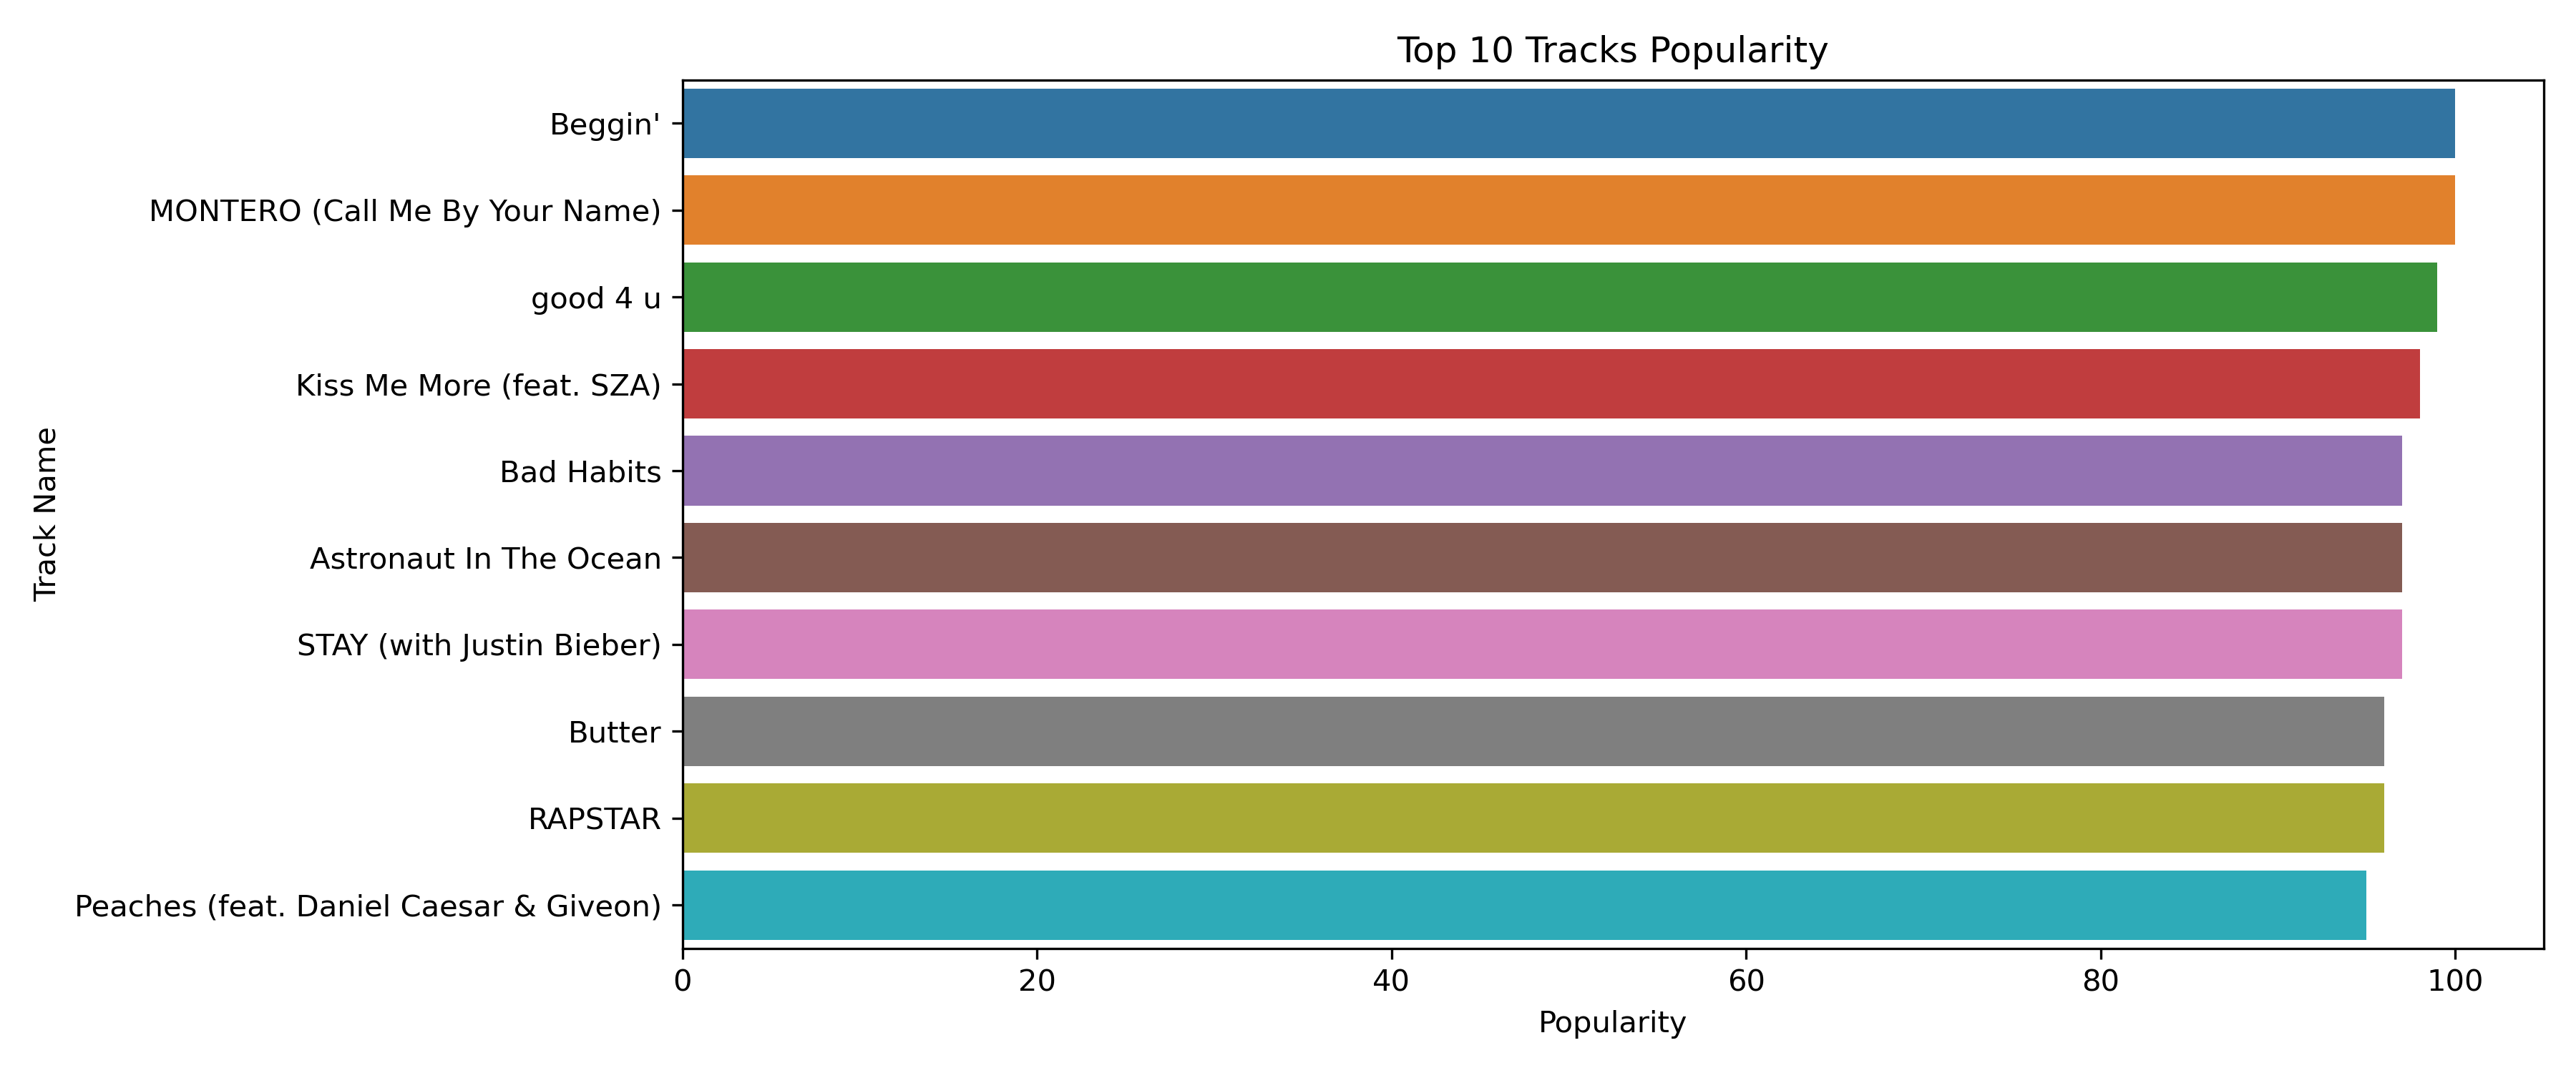 Top 10 Tracks Popularity
Track Name
Beggin'
MONTERO (Call Me By Your Name)
good 4 u
Kiss Me More (feat. SZA)
Bad Habits
Astronaut In The Ocean
STAY (with Justin Bieber)
Butter
RAPSTAR
Peaches (feat. Daniel Caesar & Giveon)
0 20 40 60 80 100
Popularity